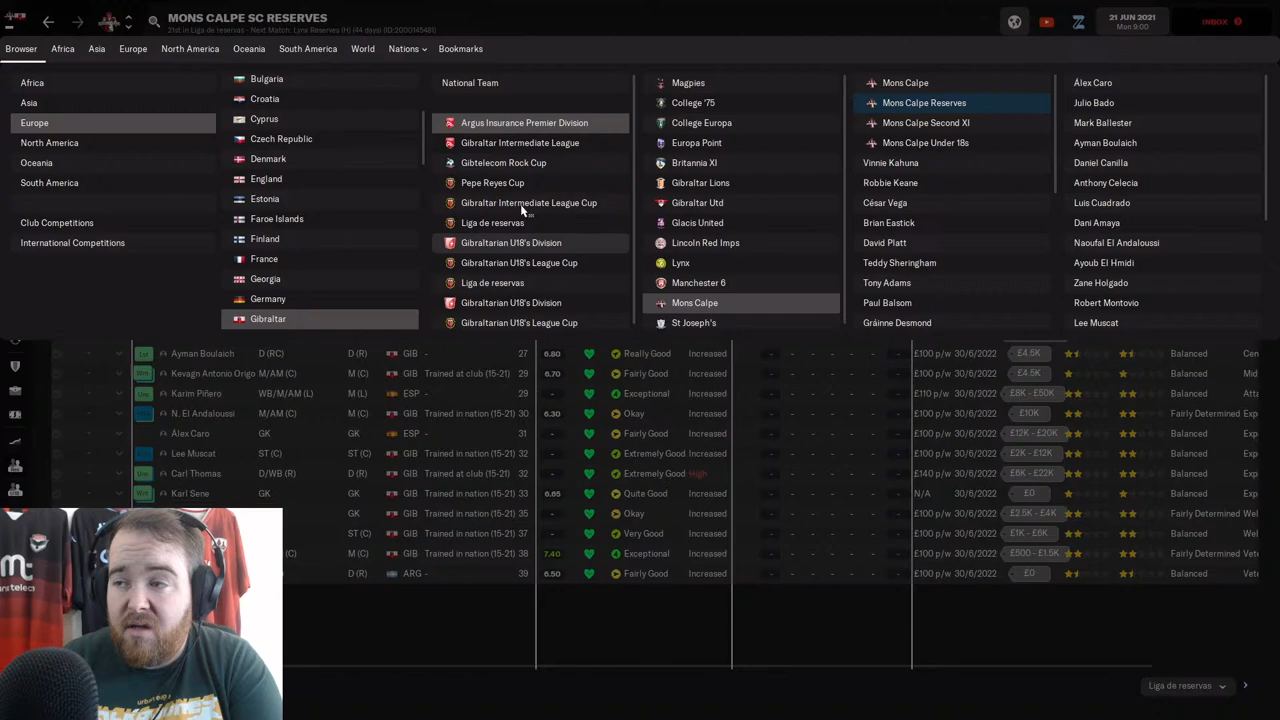 MONS CALPE SC RESERVES
21st in Liga de reservas - Next Match: Lynx Reserves (H) (44 days) (ID:2000145481)
21 JUN 2021
Mon 9:00
INBOX
Browser Africa Asia Europe North America Oceania South America World Nations Bookmarks
Africa
Asia
Europe
North America
Oceania
South America
Club Competitions
International Competitions
Bulgaria
Croatia
Cyprus
Czech Republic
Denmark
England
Estonia
Faroe Islands
Finland
France
Georgia
Germany
Gibraltar
National Team
Argus Insurance Premier Division
Gibraltar Intermediate League
Gibtelecom Rock Cup
Pepe Reyes Cup
Gibraltar Intermediate League Cup
Liga de reservas
Gibraltarian U18's Division
Gibraltarian U18's League Cup
Liga de reservas
Gibraltarian U18's Division
Gibraltarian U18's League Cup
Magpies
College '75
College Europa
Europa Point
Britannia XI
Gibraltar Lions
Gibraltar Utd
Glacis United
Lincoln Red Imps
Lynx
Manchester 6
Mons Calpe
St Joseph's
Mons Calpe
Mons Calpe Reserves
Mons Calpe Second XI
Mons Calpe Under 18s
Vinnie Kahuna
Robbie Keane
César Vega
Brian Eastick
David Platt
Teddy Sheringham
Tony Adams
Paul Balsom
Gráinne Desmond
Álex Caro
Julio Bado
Mark Ballester
Ayman Boulaich
Daniel Canilla
Anthony Celecia
Luis Cuadrado
Dani Amaya
Naoufal El Andaloussi
Ayoub El Hmidi
Zane Holgado
Robert Montovio
Lee Muscat
1st Ayman Boulaich D (RC) D (R) GIB - 27 6.80 Really Good Increased - - - - - £100 p/w 30/6/2022 £4.5K Balanced
Kevagn Antonio Origo M/AM (C) M (C) GIB Trained at club (15-21) 29 6.70 Fairly Good Increased - - - - - £100 p/w 30/6/2022 £4.5K Balanced
Unc Karim Piñero WB/M/AM (L) M (L) ESP - 29 - Exceptional Increased - - - - - £110 p/w 30/6/2022 £8K - £50K Balanced
N. El Andaloussi M/AM (C) M (C) GIB Trained in nation (15-21) 30 6.30 Okay Increased - - - - - £100 p/w 30/6/2022 £10K Fairly Determined
Álex Caro GK GK ESP - 31 - Fairly Good Increased - - - - - £100 p/w 30/6/2022 £12K - £20K Balanced
Lee Muscat ST (C) ST (C) GIB Trained in nation (15-21) 32 - Extremely Good Increased - - - - - £100 p/w 30/6/2022 £2K - £12K Balanced
Unc Carl Thomas D/WB (R) D (R) GIB Trained at club (15-21) 32 - Extremely Good High - - - - - £140 p/w 30/6/2022 £6K - £22K Balanced
Wnt Karl Sene GK GK GIB Trained in nation (15-21) 33 6.65 Quite Good Increased - - - - - N/A 30/6/2022 £0 Balanced
GK GIB Trained in nation (15-21) 35 - Okay Increased - - - - - £100 p/w 30/6/2022 £2.5K - £4K Balanced
ST (C) GIB Trained in nation (15-21) 37 - Very Good Increased - - - - - £100 p/w 30/6/2022 £1K - £6K Balanced
(C) M (C) GIB Trained in nation (15-21) 38 7.40 Exceptional Increased - - - - - £100 p/w 30/6/2022 £500 - £1.5K Fairly Determined
D (R) ARG - 39 6.50 Fairly Good Increased - - - - - £100 p/w 30/6/2022 £0 Balanced
Liga de reservas